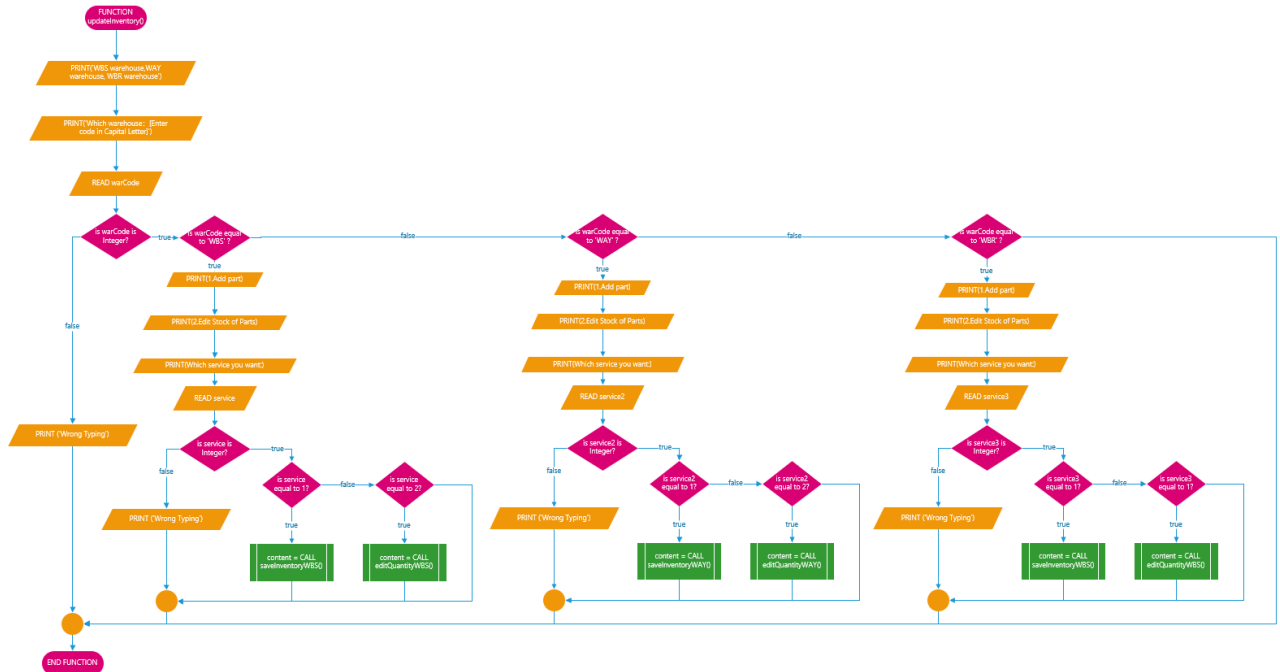 FUNCTION
updateInventory()
PRINT('WBS warehouse,WAY
warehouse, WBR warehouse')
PRINT('Which warehouse: [Enter
code in Capital Letter]')
READ warCode
is warCode is
Integer?
true
is warCode equal
to 'WBS' ?
false
is warCode equal
to 'WAY' ?
false
is warCode equal
to 'WBR' ?
false
PRINT ('Wrong Typing')
true
PRINT(1.Add part)
PRINT(2.Edit Stock of Parts)
PRINT(Which service you want:)
READ service
is service is
Integer?
true
false
PRINT ('Wrong Typing')
is service
equal to 1?
false
is service
equal to 2?
true
true
content = CALL
saveInventoryWBS()
content = CALL
editQuantityWBS()
true
PRINT(1.Add part)
PRINT(2.Edit Stock of Parts)
PRINT(Which service you want:)
READ service2
is service2 is
Integer?
true
false
PRINT ('Wrong Typing')
is service2
equal to 1?
false
is service2
equal to 2?
true
true
content = CALL
saveInventoryWAY()
content = CALL
editQuantityWAY()
true
PRINT(1.Add part)
PRINT(2.Edit Stock of Parts)
PRINT(Which service you want:)
READ service3
is service3 is
Integer?
true
false
PRINT ('Wrong Typing')
is service3
equal to 1?
false
is service3
equal to 1?
true
true
content = CALL
saveInventoryWBS()
content = CALL
editQuantityWBS()
END FUNCTION